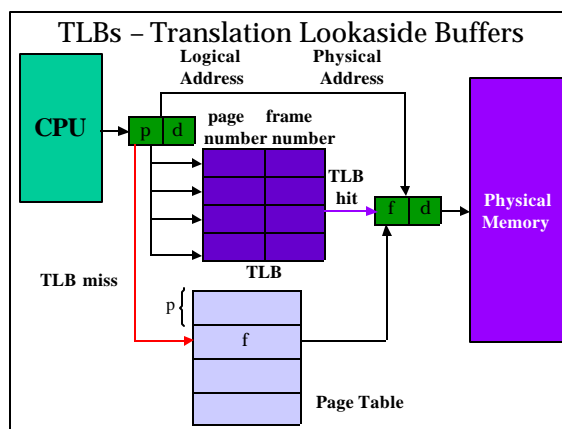 TLBs – Translation Lookaside Buffers
Logical
Address
Physical
Address
CPU
p d
page
number
frame
number
TLB
hit
f d
Physical
Memory
TLB
TLB miss
p
f
Page Table